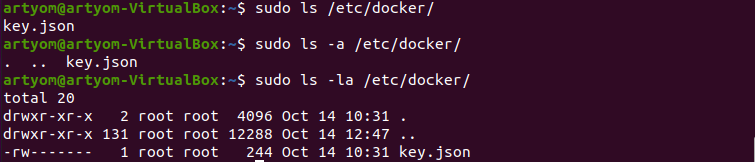 artyom@artyom-VirtualBox:~$ sudo ls /etc/docker/
key.json
artyom@artyom-VirtualBox:~$ sudo ls -a /etc/docker/
.  ..  key.json
artyom@artyom-VirtualBox:~$ sudo ls -la /etc/docker/
total 20
drwxr-xr-x   2 root root  4096 Oct 14 10:31 .
drwxr-xr-x 131 root root 12288 Oct 14 12:47 ..
-rw-------   1 root root   244 Oct 14 10:31 key.json